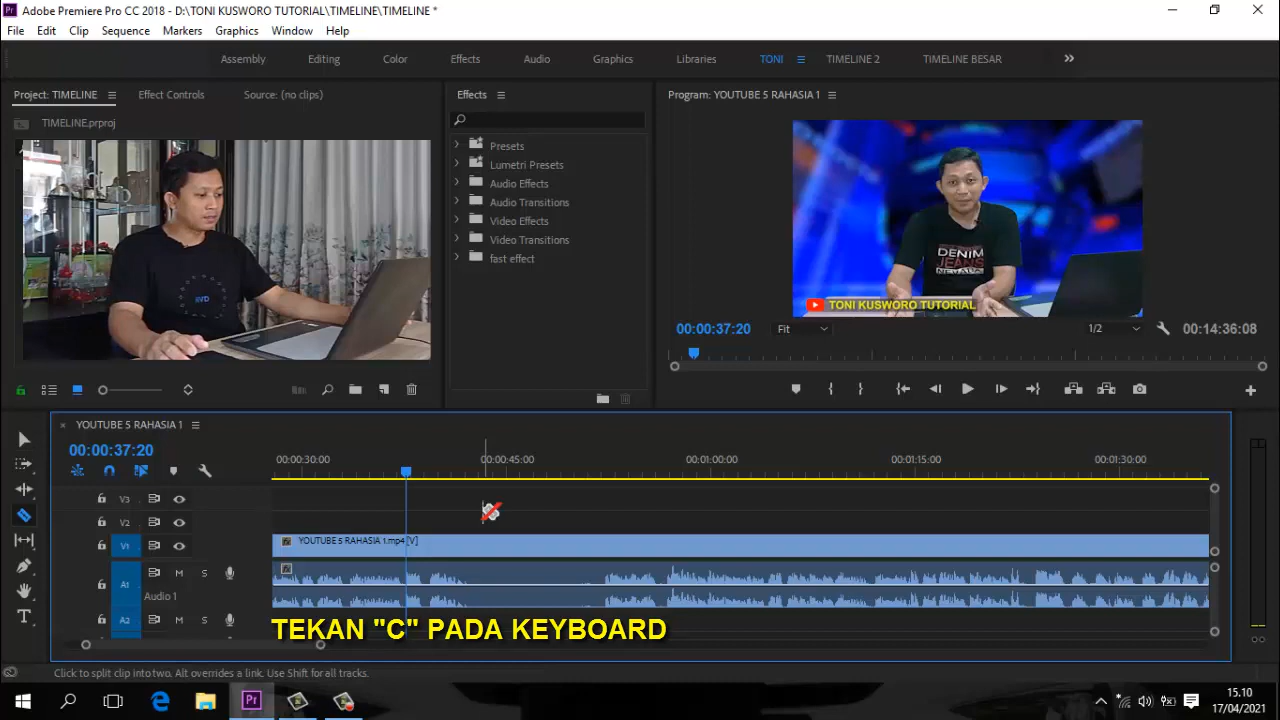 Adobe Premiere Pro CC 2018 - D:\TONI KUSWORO TUTORIAL\TIMELINE\TIMELINE *
File Edit Clip Sequence Markers Graphics Window Help
Assembly Editing Color Effects Audio Graphics Libraries TONI TIMELINE 2 TIMELINE BESAR
Project: TIMELINE Effect Controls Source: (no clips)
TIMELINE.prproj
Effects
Presets
Lumetri Presets
Audio Effects
Audio Transitions
Video Effects
Video Transitions
fast effect
Program: YOUTUBE 5 RAHASIA 1
DENIM
JEANS
TONI KUSWORO TUTORIAL
00:00:37:20 Fit 1/2 00:14:36:08
YOUTUBE 5 RAHASIA 1
00:00:37:20
00:00:30:00 00:00:45:00 00:01:00:00 00:01:15:00 00:01:30:00
V3
V2
V1
YOUTUBE 5 RAHASIA 1.mp4 [V]
A1 M S
Audio 1
A2 M S
TEKAN "C" PADA KEYBOARD
Click to split clip into two. Alt overrides a link. Use Shift for all tracks.
15.10
17/04/2021